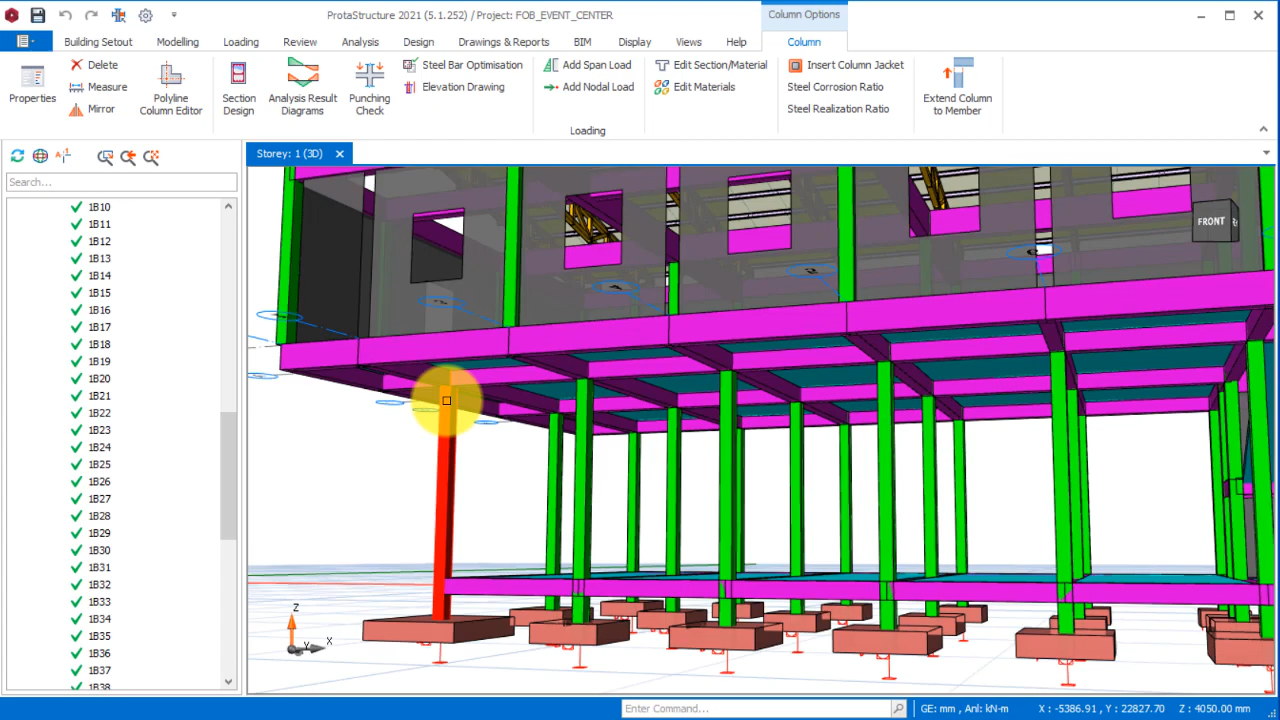 ProtaStructure 2021 (5.1.252) / Project: FOB_EVENT_CENTER
Column Options
Building Setout
Modelling
Loading
Review
Analysis
Design
Drawings & Reports
BIM
Display
Views
Help
Column
Properties
Delete
Measure
Mirror
Polyline
Column Editor
Section
Design
Analysis Result
Diagrams
Punching
Check
Steel Bar Optimisation
Elevation Drawing
Add Span Load
Add Nodal Load
Loading
Edit Section/Material
Edit Materials
Insert Column Jacket
Steel Corrosion Ratio
Steel Realization Ratio
Extend Column
to Member
Search...
Storey: 1 (3D)
1B10
1B11
1B12
1B13
1B14
1B15
1B16
1B17
1B18
1B19
1B20
1B21
1B22
1B23
1B24
1B25
1B26
1B27
1B28
1B29
1B30
1B31
1B32
1B33
1B34
1B35
1B36
1B37
1B38
FRONT
Z
Y
X
Enter Command...
GE: mm, Anl: kN-m
X : -5386.91, Y : 22827.70
Z : 4050.00 mm